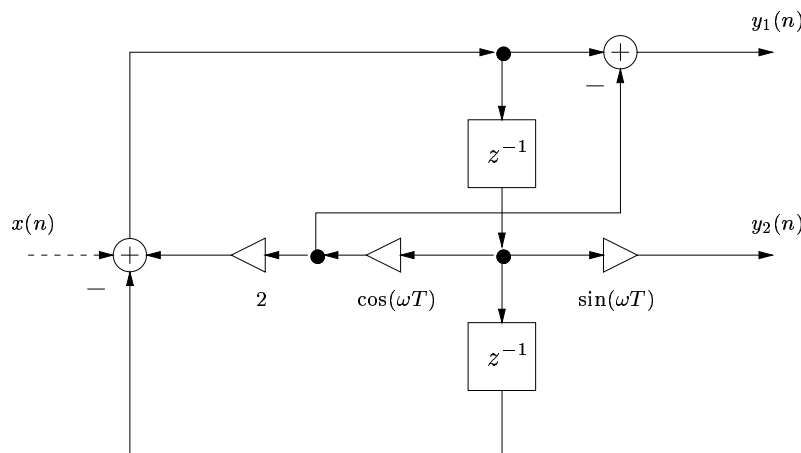 y₁(n)
+
−
z⁻¹
x(n)
y₂(n)
+
−
2
cos(ωT)
sin(ωT)
z⁻¹